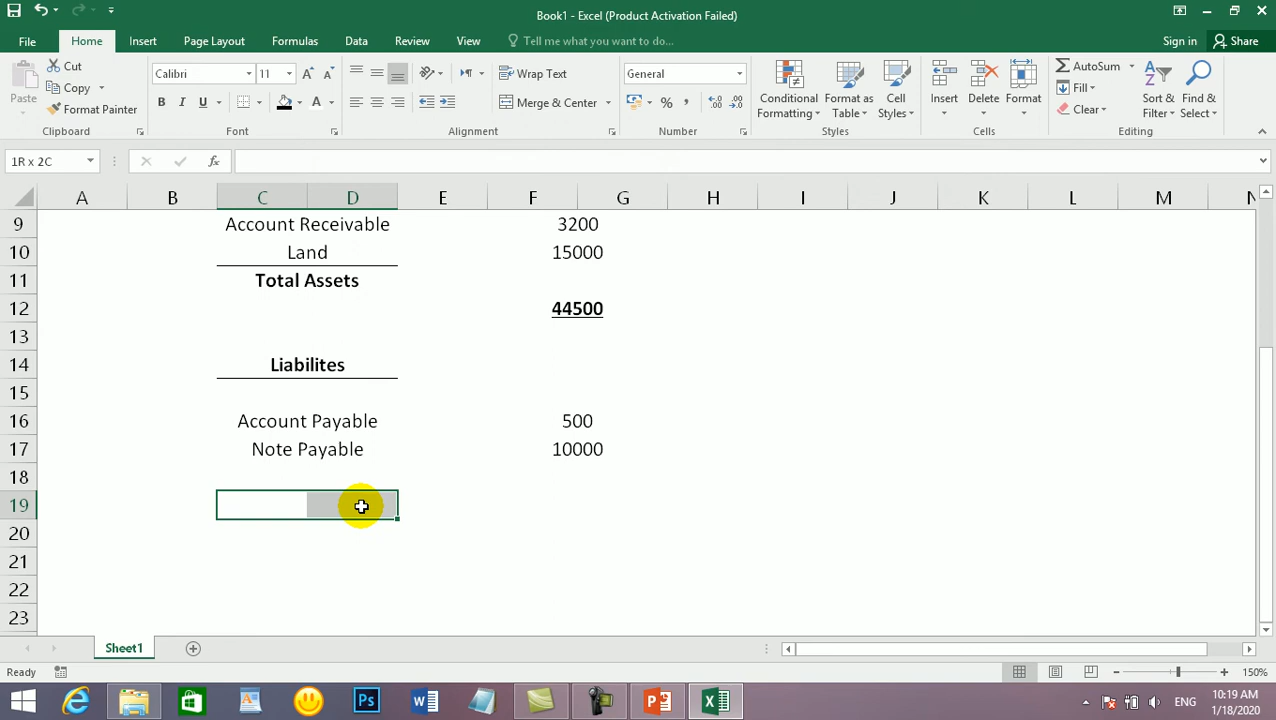 Book1 - Excel (Product Activation Failed)
File Home Insert Page Layout Formulas Data Review View Tell me what you want to do... Sign in Share
Paste Cut Copy Format Painter Clipboard
Calibri 11 B I U A Font
Wrap Text Merge & Center Alignment
General % Number
Conditional Formatting Format as Table Cell Styles Styles
Insert Delete Format Cells
AutoSum Fill Clear Sort & Filter Find & Select Editing
1R x 2C fx
A B C D E F G H I J K L M N
9 Account Receivable 3200
10 Land 15000
11 Total Assets
12 44500
13
14 Liabilites
15
16 Account Payable 500
17 Note Payable 10000
18
19
20
21
22
23
Sheet1
Ready 150%
ENG 10:19 AM
1/18/2020